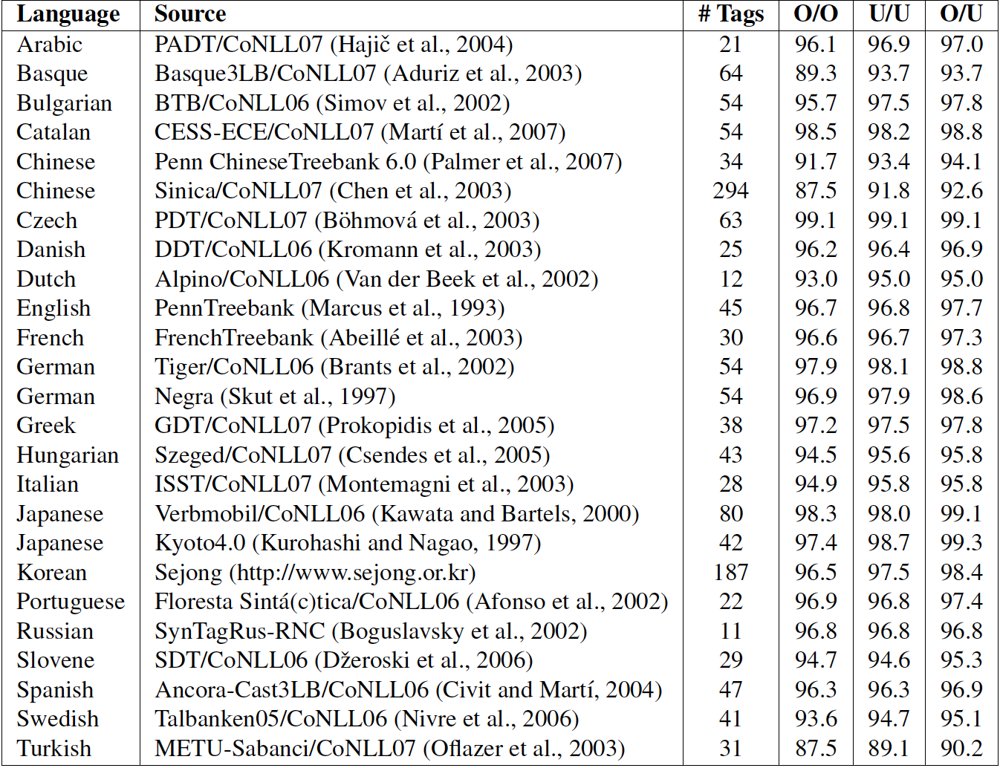 Language Source # Tags O/O U/U O/U
Arabic PADT/CoNLL07 (Hajič et al., 2004) 21 96.1 96.9 97.0
Basque Basque3LB/CoNLL07 (Aduriz et al., 2003) 64 89.3 93.7 93.7
Bulgarian BTB/CoNLL06 (Simov et al., 2002) 54 95.7 97.5 97.8
Catalan CESS-ECE/CoNLL07 (Martí et al., 2007) 54 98.5 98.2 98.8
Chinese Penn ChineseTreebank 6.0 (Palmer et al., 2007) 34 91.7 93.4 94.1
Chinese Sinica/CoNLL07 (Chen et al., 2003) 294 87.5 91.8 92.6
Czech PDT/CoNLL07 (Böhmová et al., 2003) 63 99.1 99.1 99.1
Danish DDT/CoNLL06 (Kromann et al., 2003) 25 96.2 96.4 96.9
Dutch Alpino/CoNLL06 (Van der Beek et al., 2002) 12 93.0 95.0 95.0
English PennTreebank (Marcus et al., 1993) 45 96.7 96.8 97.7
French FrenchTreebank (Abeillé et al., 2003) 30 96.6 96.7 97.3
German Tiger/CoNLL06 (Brants et al., 2002) 54 97.9 98.1 98.8
German Negra (Skut et al., 1997) 54 96.9 97.9 98.6
Greek GDT/CoNLL07 (Prokopidis et al., 2005) 38 97.2 97.5 97.8
Hungarian Szeged/CoNLL07 (Csendes et al., 2005) 43 94.5 95.6 95.8
Italian ISST/CoNLL07 (Montemagni et al., 2003) 28 94.9 95.8 95.8
Japanese Verbmobil/CoNLL06 (Kawata and Bartels, 2000) 80 98.3 98.0 99.1
Japanese Kyoto4.0 (Kurohashi and Nagao, 1997) 42 97.4 98.7 99.3
Korean Sejong (http://www.sejong.or.kr) 187 96.5 97.5 98.4
Portuguese Floresta Sintá(c)tica/CoNLL06 (Afonso et al., 2002) 22 96.9 96.8 97.4
Russian SynTagRus-RNC (Boguslavsky et al., 2002) 11 96.8 96.8 96.8
Slovene SDT/CoNLL06 (Džeroski et al., 2006) 29 94.7 94.6 95.3
Spanish Ancora-Cast3LB/CoNLL06 (Civit and Martí, 2004) 47 96.3 96.3 96.9
Swedish Talbanken05/CoNLL06 (Nivre et al., 2006) 41 93.6 94.7 95.1
Turkish METU-Sabanci/CoNLL07 (Oflazer et al., 2003) 31 87.5 89.1 90.2